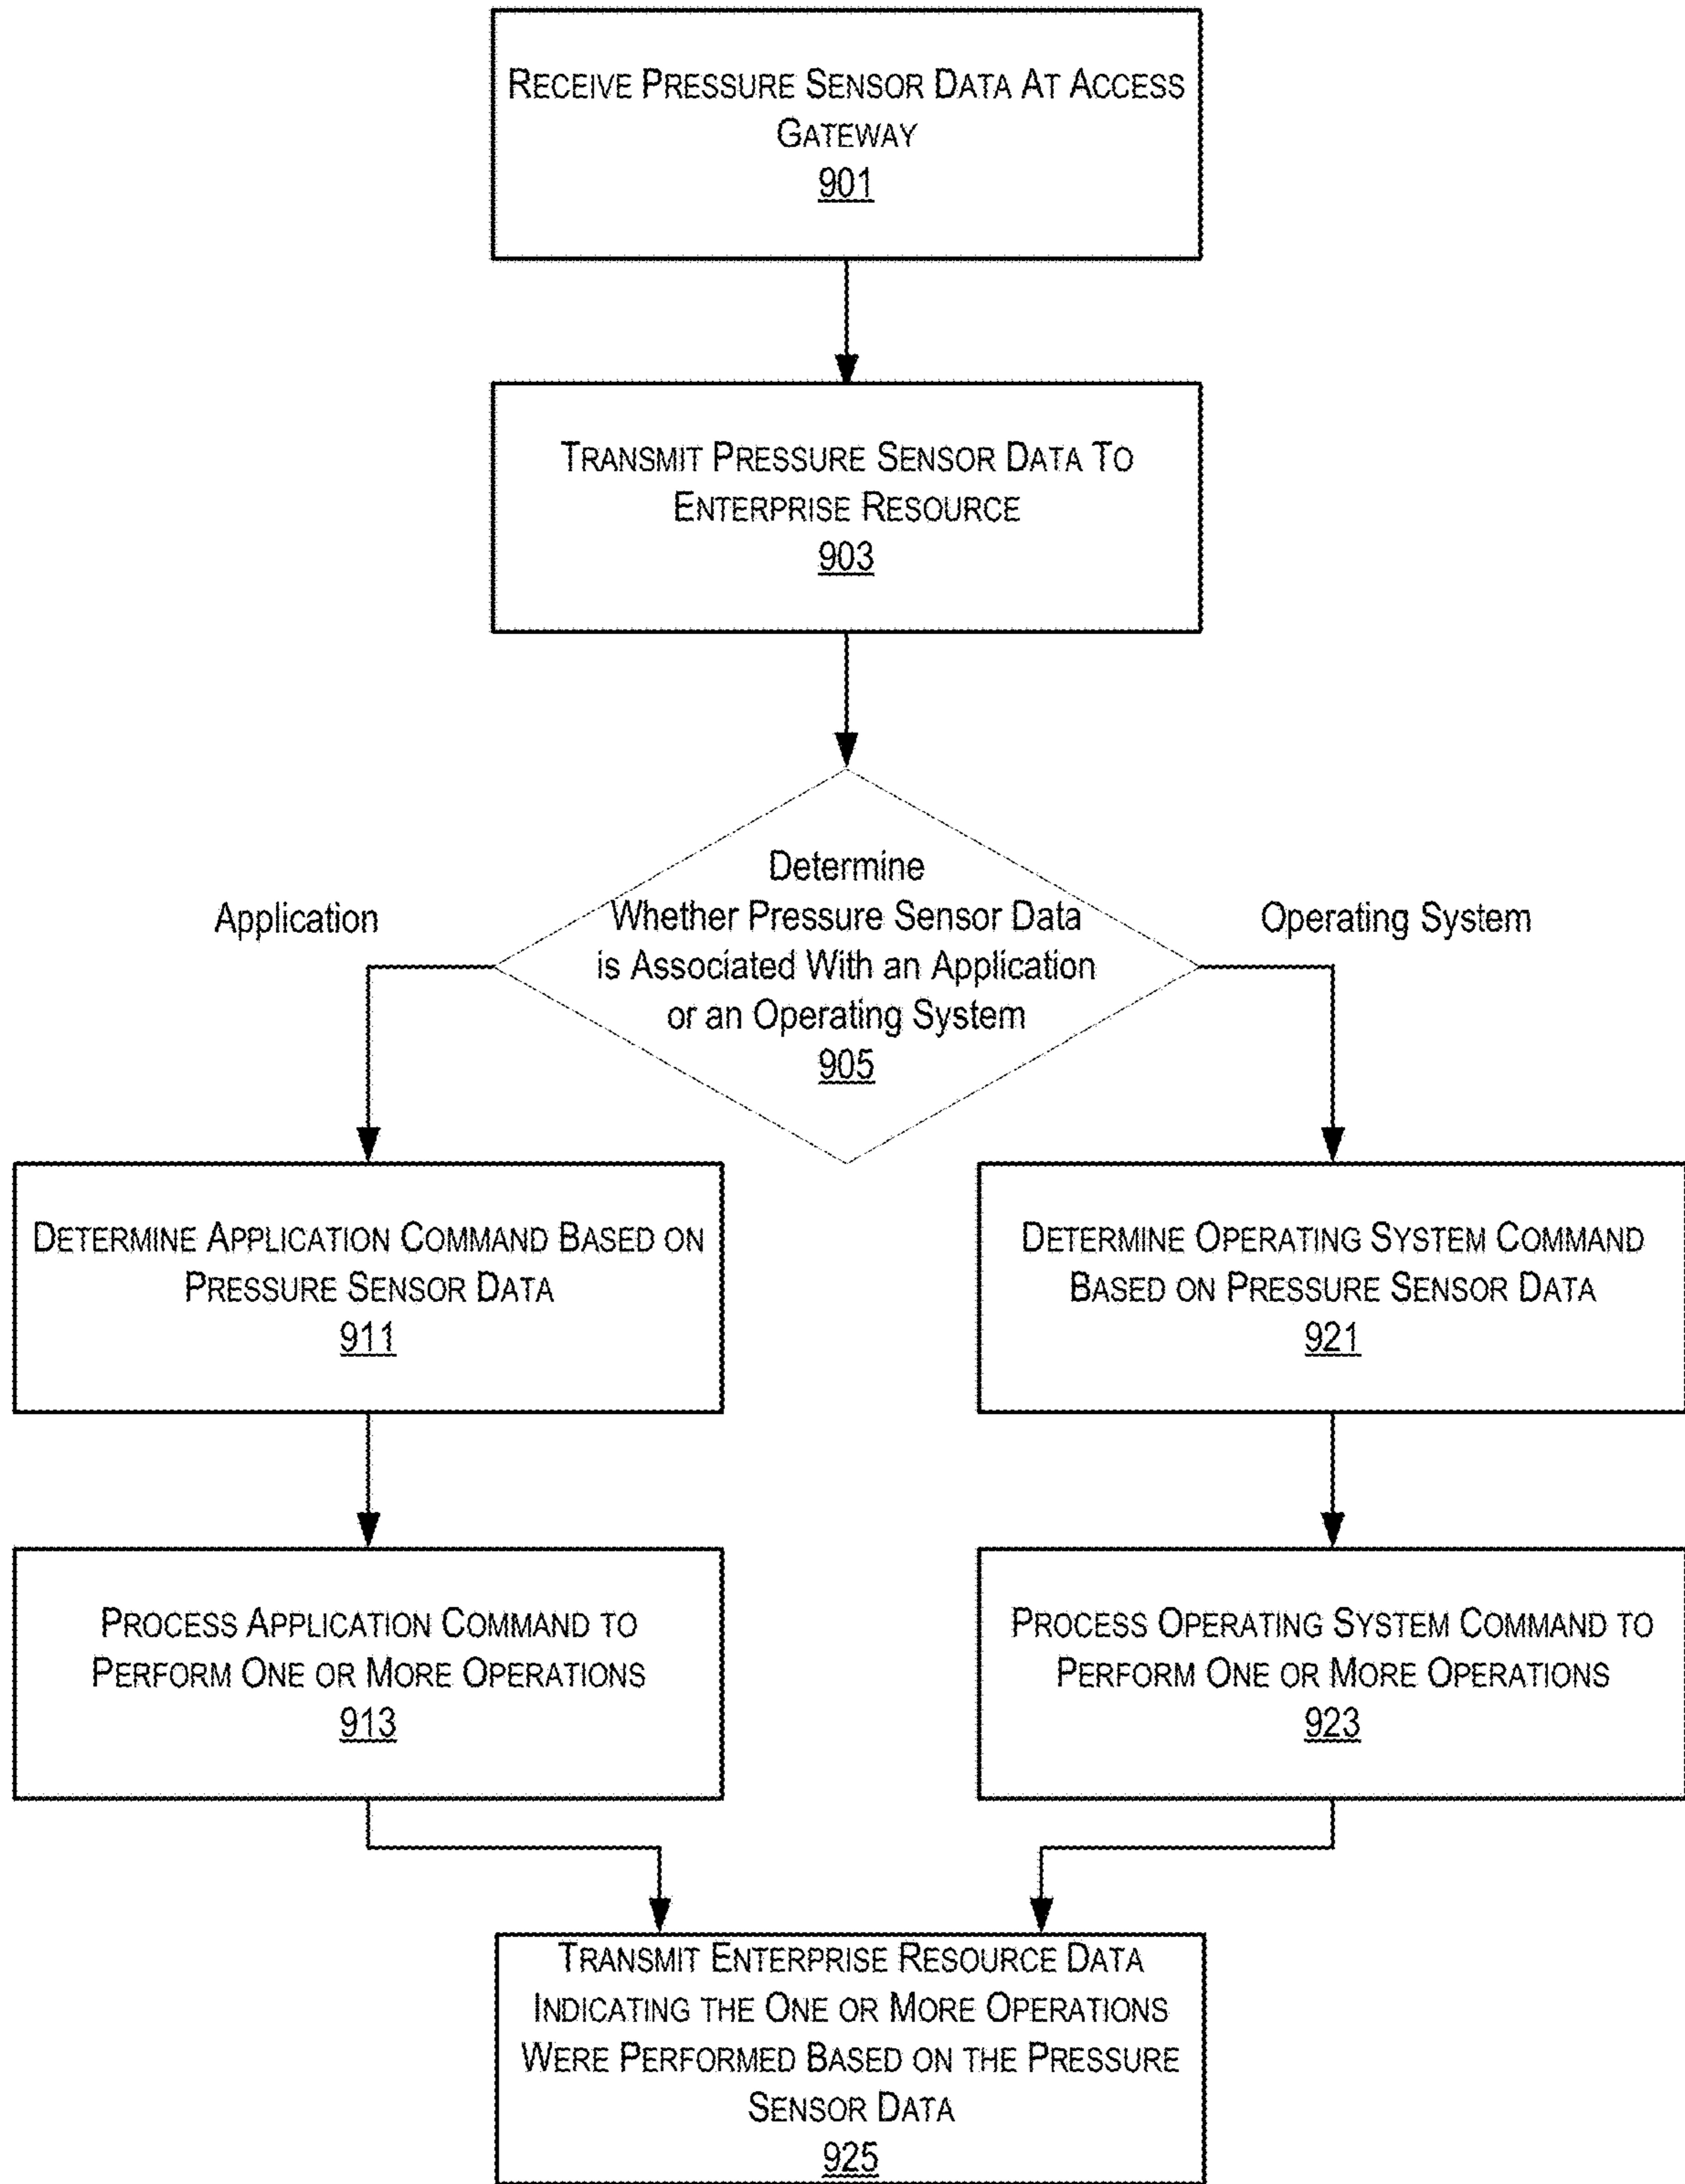 RECEIVE PRESSURE SENSOR DATA AT ACCESS
GATEWAY
901
TRANSMIT PRESSURE SENSOR DATA TO
ENTERPRISE RESOURCE
903
Determine
Whether Pressure Sensor Data
is Associated With an Application
or an Operating System
905
Application
Operating System
DETERMINE APPLICATION COMMAND BASED ON
PRESSURE SENSOR DATA
911
DETERMINE OPERATING SYSTEM COMMAND
BASED ON PRESSURE SENSOR DATA
921
PROCESS APPLICATION COMMAND TO
PERFORM ONE OR MORE OPERATIONS
913
PROCESS OPERATING SYSTEM COMMAND TO
PERFORM ONE OR MORE OPERATIONS
923
TRANSMIT ENTERPRISE RESOURCE DATA
INDICATING THE ONE OR MORE OPERATIONS
WERE PERFORMED BASED ON THE PRESSURE
SENSOR DATA
925